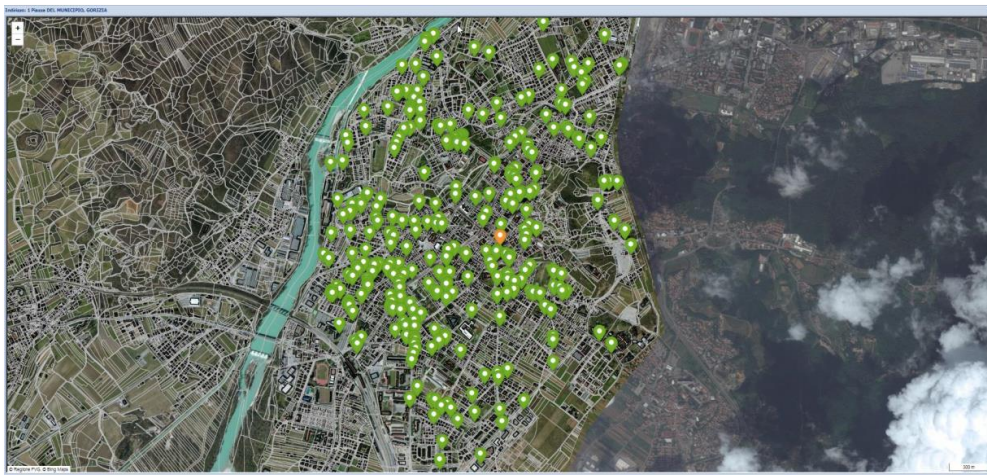 Indirizzo: 1 Piazza DEL MUNICIPIO, GORIZIA
+
−
© Regione FVG, © Bing Maps
200 m